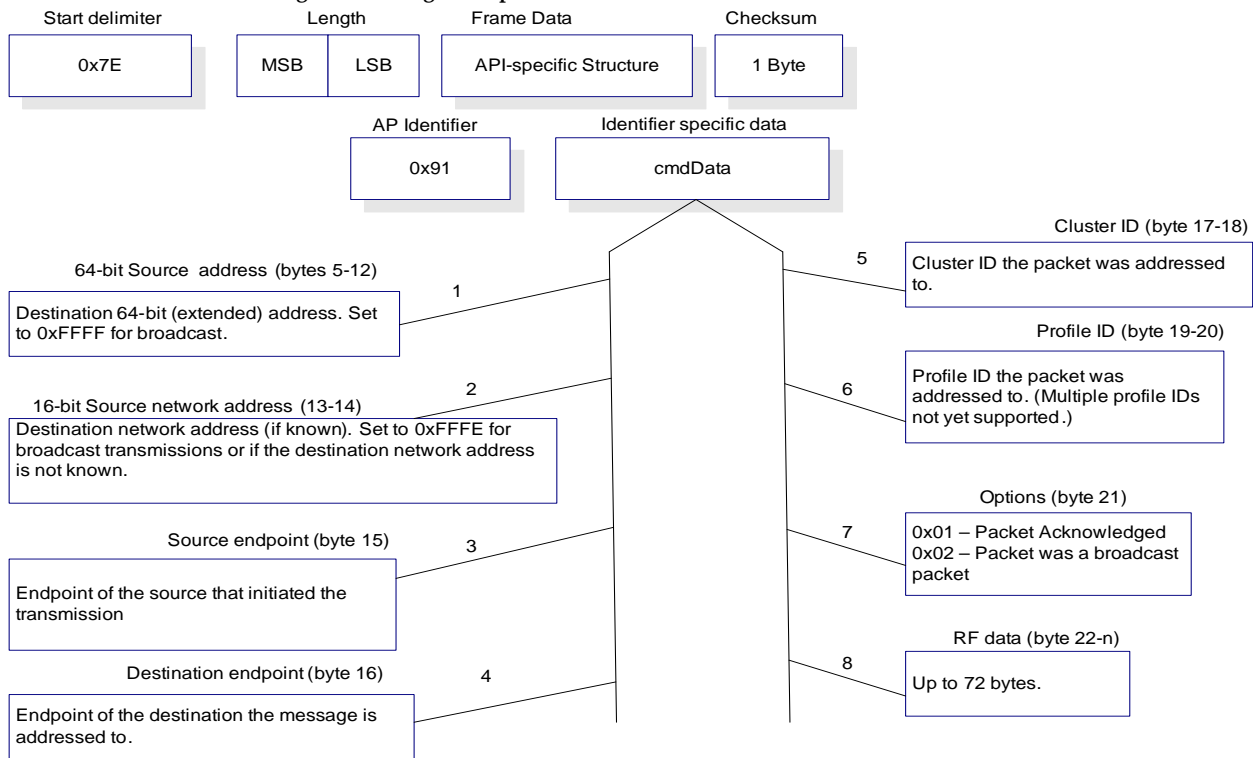 Start delimiter
Length
Frame Data
Checksum
0x7E
MSB
LSB
API-specific Structure
1 Byte
AP Identifier
Identifier specific data
0x91
cmdData
64-bit Source address (bytes 5-12)
1
Destination 64-bit (extended) address. Set
to 0xFFFF for broadcast.
2
16-bit Source network address (13-14)
Destination network address (if known). Set to 0xFFFE for
broadcast transmissions or if the destination network address
is not known.
Source endpoint (byte 15)
3
Endpoint of the source that initiated the
transmission
Destination endpoint (byte 16)
4
Endpoint of the destination the message is
addressed to.
Cluster ID (byte 17-18)
5
Cluster ID the packet was addressed
to.
Profile ID (byte 19-20)
6
Profile ID the packet was
addressed to. (Multiple profile IDs
not yet supported.)
Options (byte 21)
7
0x01 – Packet Acknowledged
0x02 – Packet was a broadcast
packet
RF data (byte 22-n)
8
Up to 72 bytes.